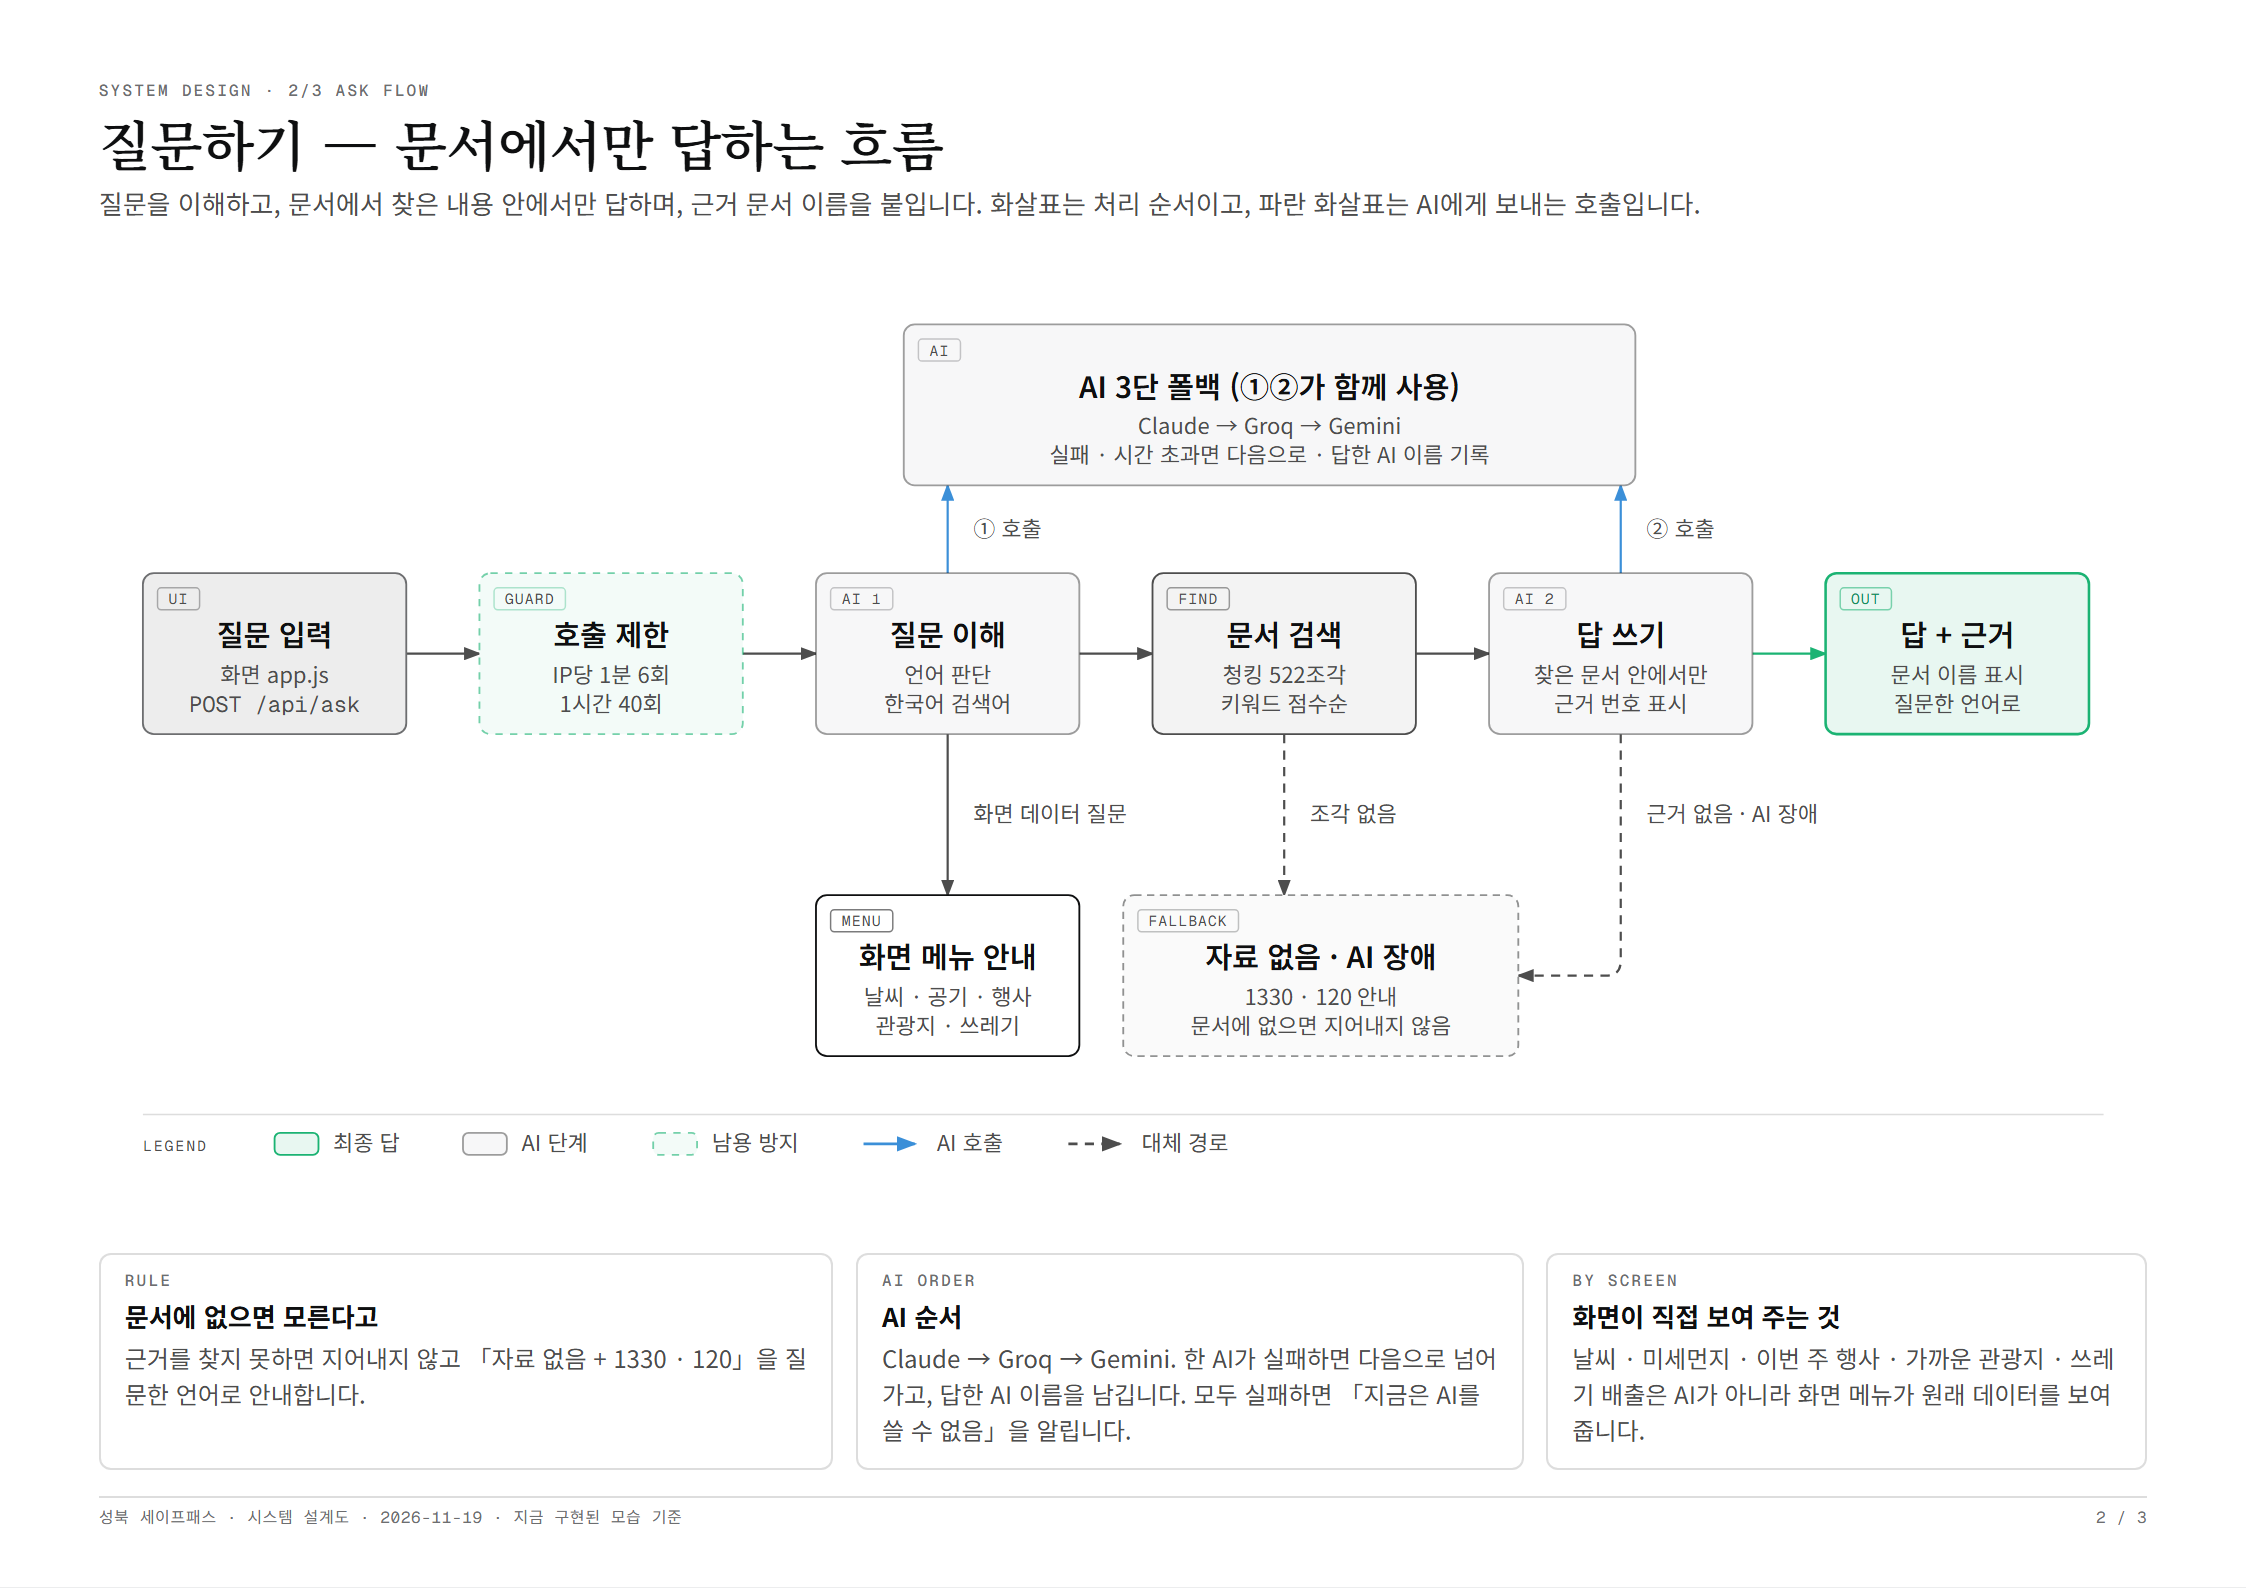 SYSTEM DESIGN · 2/3 ASK FLOW
질문하기 — 문서에서만 답하는 흐름
질문을 이해하고, 문서에서 찾은 내용 안에서만 답하며, 근거 문서 이름을 붙입니다. 화살표는 처리 순서이고, 파란 화살표는 AI에게 보내는 호출입니다.
AI
AI 3단 폴백 (①②가 함께 사용)
Claude → Groq → Gemini
실패 · 시간 초과면 다음으로 · 답한 AI 이름 기록
① 호출
② 호출
UI
질문 입력
화면 app.js
POST /api/ask
GUARD
호출 제한
IP당 1분 6회
1시간 40회
AI 1
질문 이해
언어 판단
한국어 검색어
FIND
문서 검색
청킹 522조각
키워드 점수순
AI 2
답 쓰기
찾은 문서 안에서만
근거 번호 표시
OUT
답 + 근거
문서 이름 표시
질문한 언어로
화면 데이터 질문
조각 없음
근거 없음 · AI 장애
MENU
화면 메뉴 안내
날씨 · 공기 · 행사
관광지 · 쓰레기
FALLBACK
자료 없음 · AI 장애
1330 · 120 안내
문서에 없으면 지어내지 않음
LEGEND
최종 답
AI 단계
남용 방지
AI 호출
대체 경로
RULE
문서에 없으면 모른다고
근거를 찾지 못하면 지어내지 않고 「자료 없음 + 1330 · 120」을 질
문한 언어로 안내합니다.
AI ORDER
AI 순서
Claude → Groq → Gemini. 한 AI가 실패하면 다음으로 넘어
가고, 답한 AI 이름을 남깁니다. 모두 실패하면 「지금은 AI를
쓸 수 없음」을 알립니다.
BY SCREEN
화면이 직접 보여 주는 것
날씨 · 미세먼지 · 이번 주 행사 · 가까운 관광지 · 쓰레
기 배출은 AI가 아니라 화면 메뉴가 원래 데이터를 보여
줍니다.
성북 세이프패스 · 시스템 설계도 · 2026-11-19 · 지금 구현된 모습 기준
2 / 3